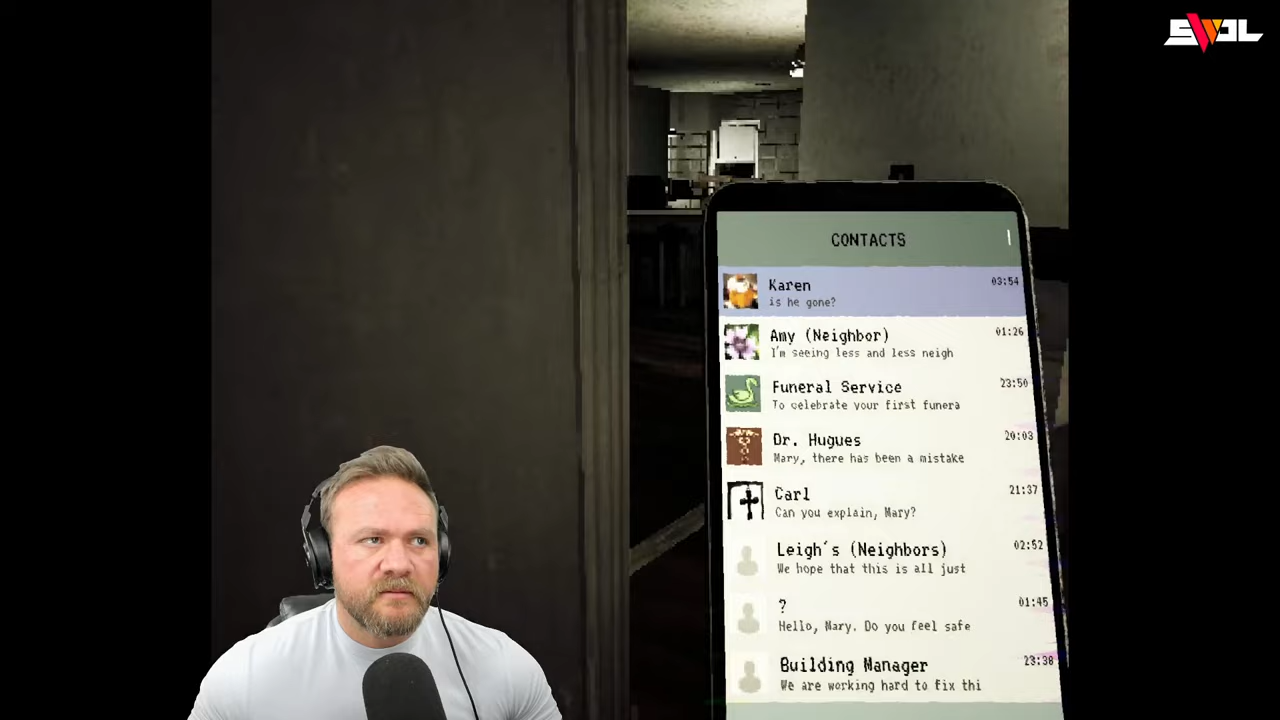 SWOL
CONTACTS
Karen
03:54
is he gone?
Amy (Neighbor)
01:26
I'm seeing less and less neigh
Funeral Service
23:50
To celebrate your first funera
Dr. Hugues
20:03
Mary, there has been a mistake
Carl
21:37
Can you explain, Mary?
Leigh's (Neighbors)
02:52
We hope that this is all just
?
01:45
Hello, Mary. Do you feel safe
Building Manager
23:38
We are working hard to fix thi